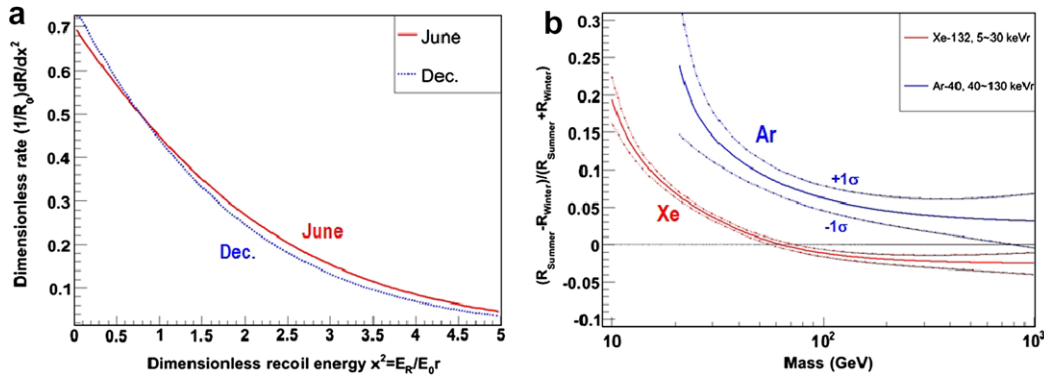 a
Dimensionless rate (1/R₀)dR/dx²
0.7
0.6
0.5
0.4
0.3
0.2
0.1
June
Dec.
June
Dec.
0 0.5 1 1.5 2 2.5 3 3.5 4 4.5 5
Dimensionless recoil energy x²=E_R/E₀r
b
(R_Summer-R_Winter)/(R_Summer+R_Winter)
0.3
0.25
0.2
0.15
0.1
0.05
0
-0.05
-0.1
Xe-132, 5~30 keVr
Ar-40, 40~130 keVr
Ar
+1σ
-1σ
Xe
10 10² 10³
Mass (GeV)